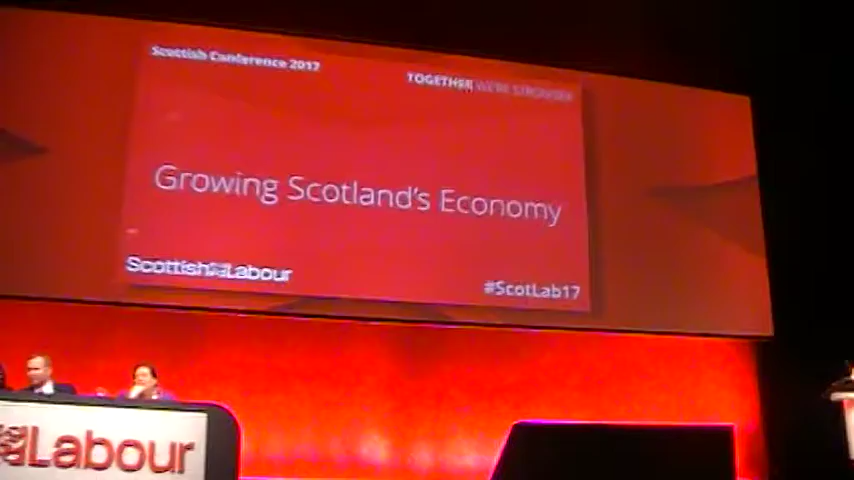 Scottish Conference 2017
TOGETHER WE'RE STRONGER
Growing Scotland's Economy
Scottish Labour
#ScotLab17
Labour